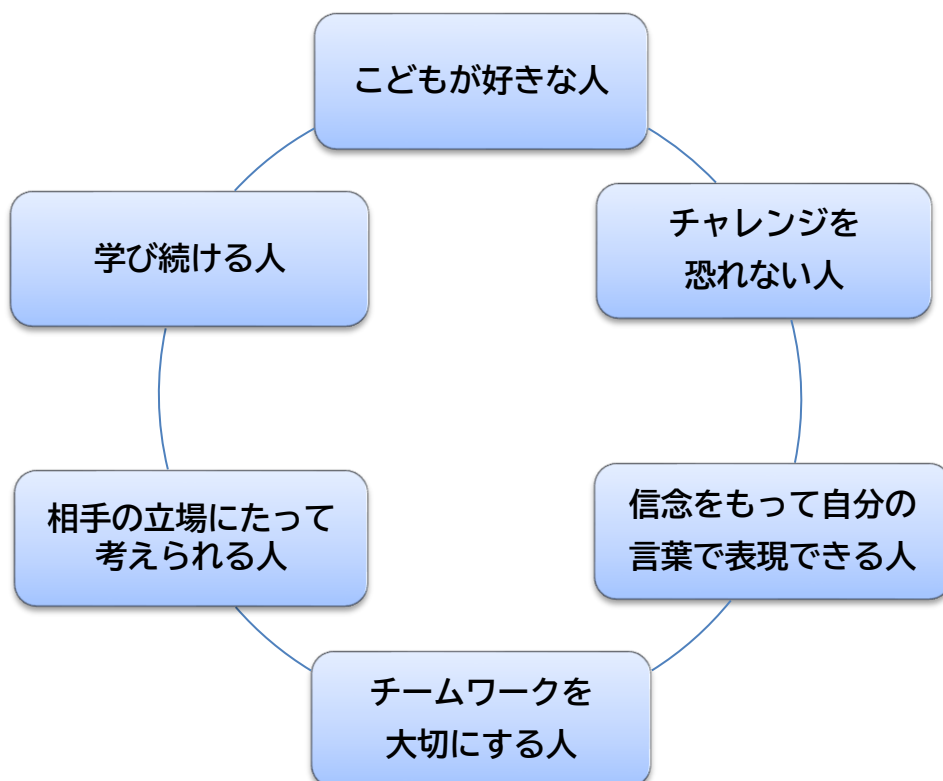 こどもが好きな人
チャレンジを
恐れない人
信念をもって自分の
言葉で表現できる人
チームワークを
大切にする人
相手の立場にたって
考えられる人
学び続ける人